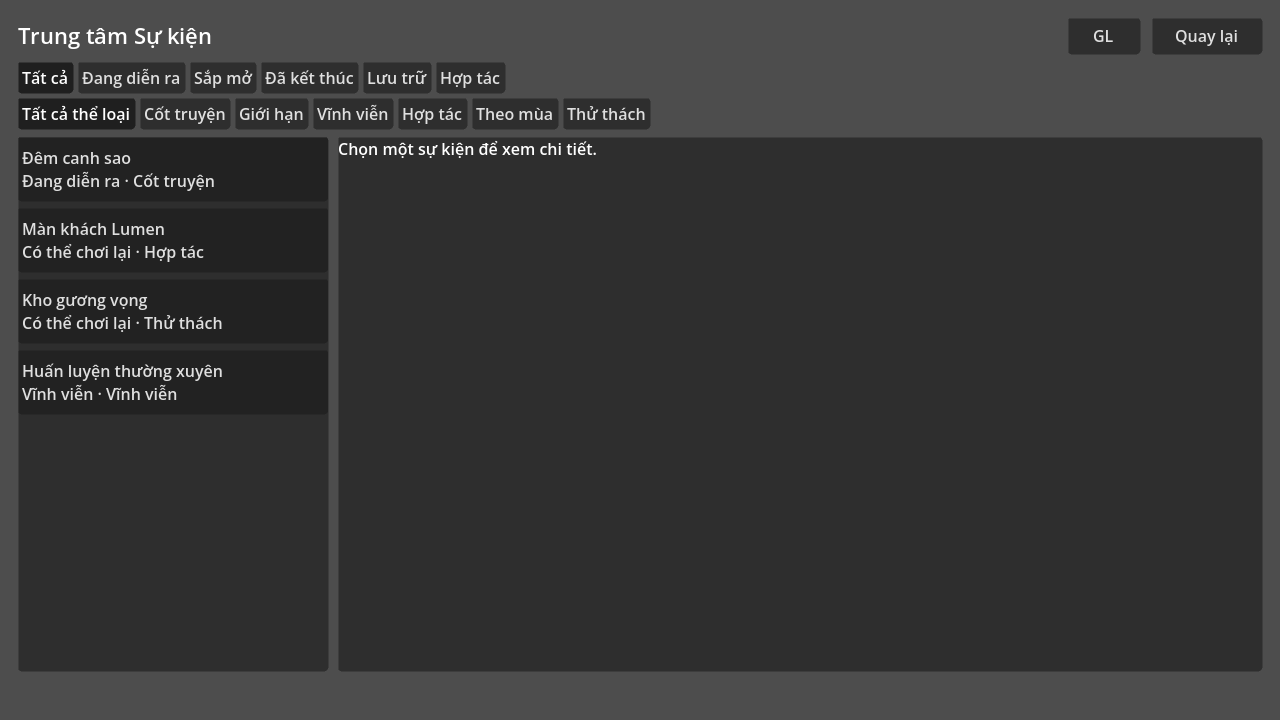 Trung tâm Sự kiện
GL
Quay lại
Tất cả
Đang diễn ra
Sắp mở
Đã kết thúc
Lưu trữ
Hợp tác
Tất cả thể loại
Cốt truyện
Giới hạn
Vĩnh viễn
Hợp tác
Theo mùa
Thử thách
Đêm canh sao
Đang diễn ra · Cốt truyện
Màn khách Lumen
Có thể chơi lại · Hợp tác
Kho gương vọng
Có thể chơi lại · Thử thách
Huấn luyện thường xuyên
Vĩnh viễn · Vĩnh viễn
Chọn một sự kiện để xem chi tiết.